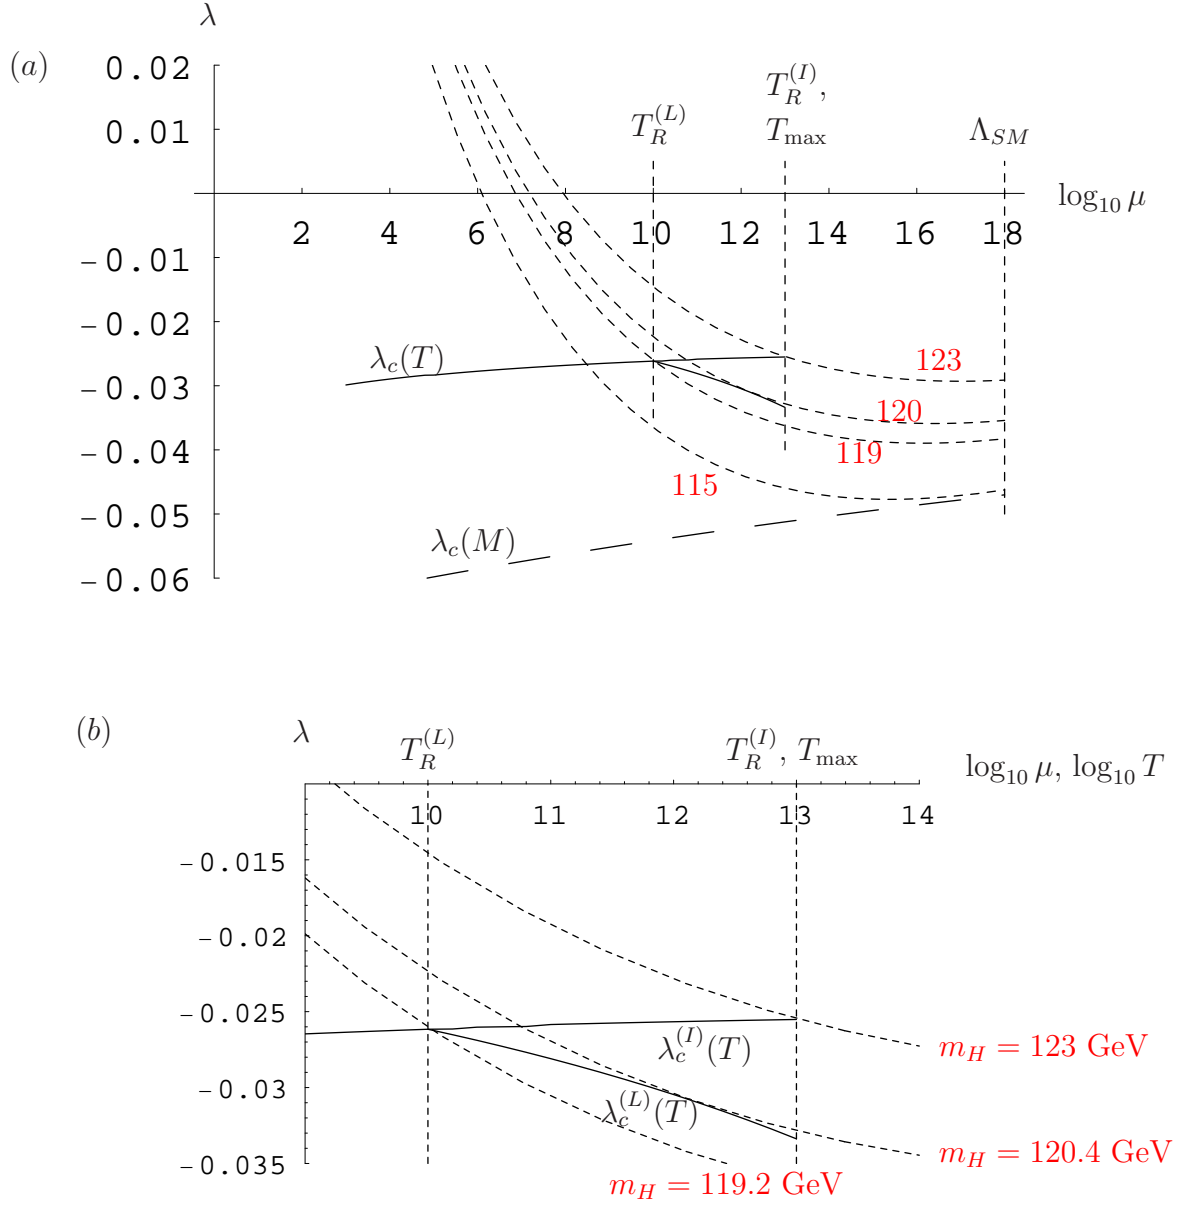 λ
(a)
0.02
0.01
T_R^(L)
T_R^(I),
T_max
Λ_SM
log₁₀ μ
2 4 6 8 10 12 14 16 18
−0.01
−0.02
−0.03
−0.04
−0.05
−0.06
λ_c(T)
123
120
119
115
λ_c(M)
(b)
λ
T_R^(L)
T_R^(I), T_max
log₁₀ μ, log₁₀ T
10 11 12 13 14
−0.015
−0.02
−0.025
−0.03
−0.035
λ_c^(I)(T)
m_H = 123 GeV
λ_c^(L)(T)
m_H = 120.4 GeV
m_H = 119.2 GeV